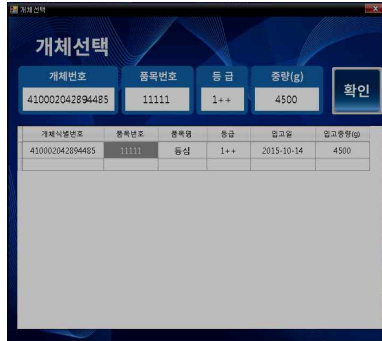 개체선택
개체선택
개체번호 품목번호 등 급 중량(g)
410002042894485 11111 1++ 4500 확인
개체식별번호 품목번호 품목명 등급 입고일 입고중량(g)
410002042894485 11111 등심 1++ 2015-10-14 4500